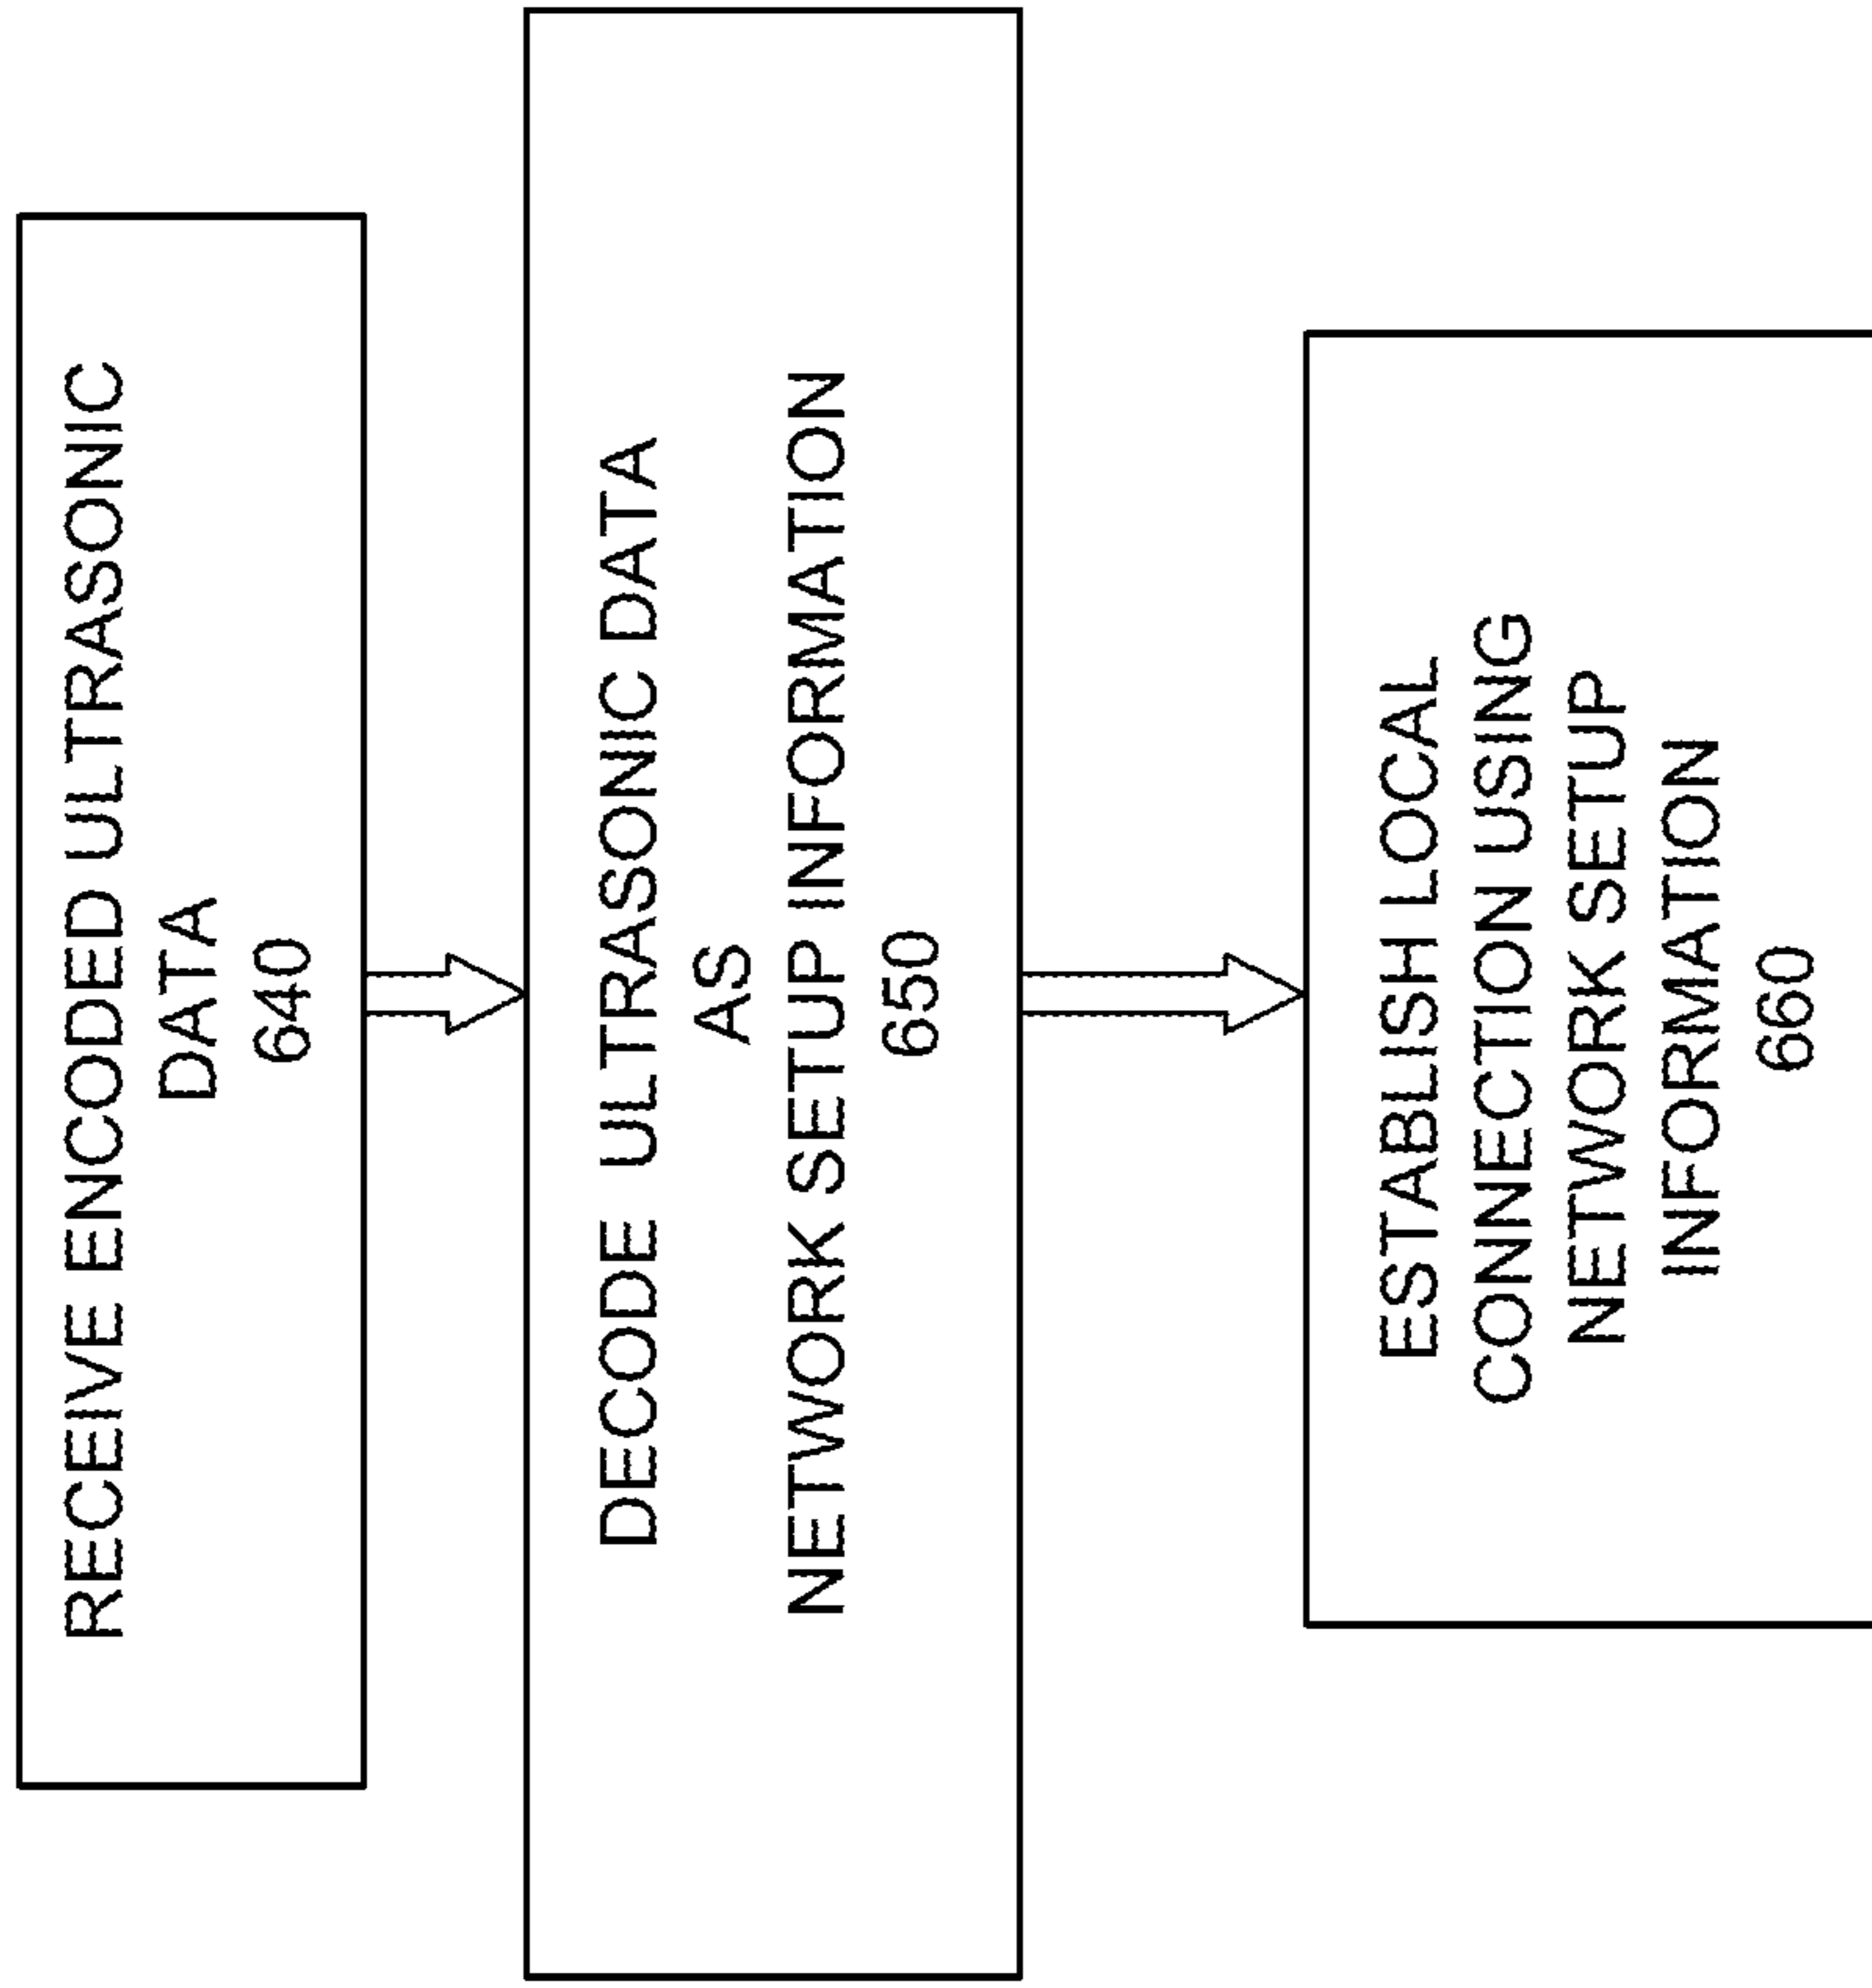 RECEIVE ENCODED ULTRASONIC
DATA
640
DECODE ULTRASONIC DATA
AS
NETWORK SETUP INFORMATION
650
ESTABLISH LOCAL
CONNECTION USING
NETWORK SETUP
INFORMATION
660